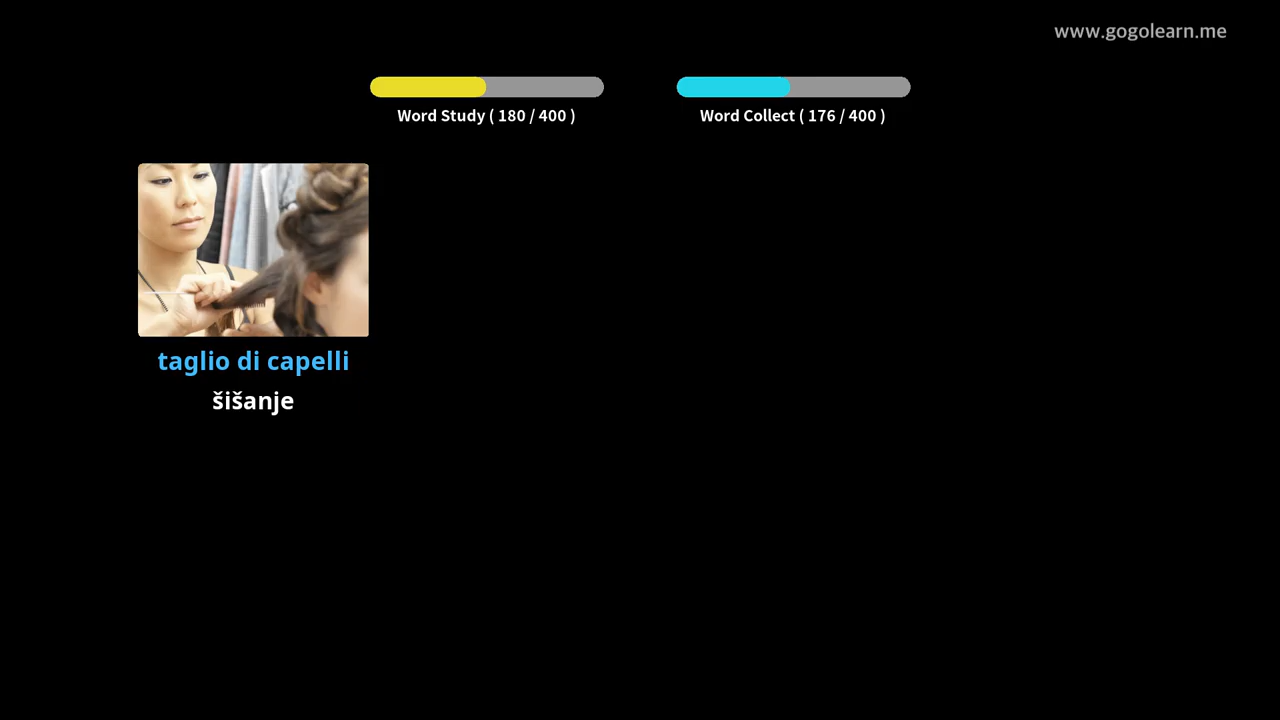 www.gogolearn.me
Word Study ( 180 / 400 )
Word Collect ( 176 / 400 )
taglio di capelli
šišanje